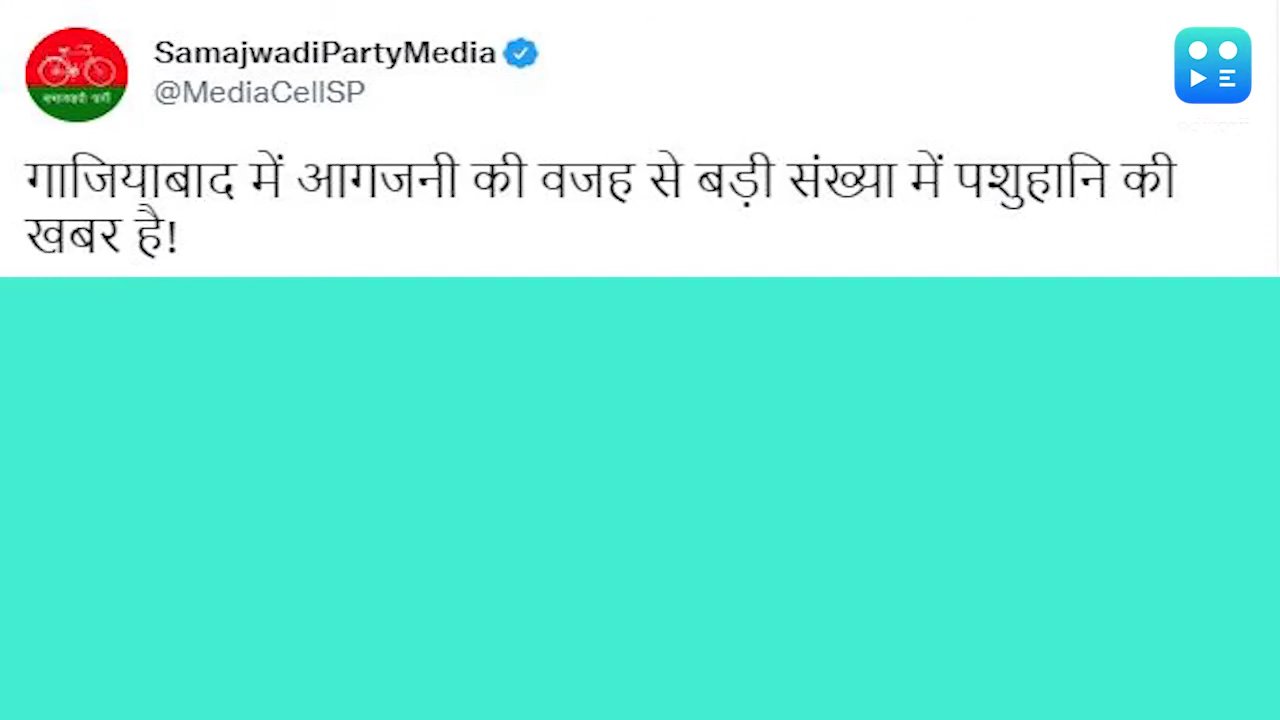 SamajwadiPartyMedia
@MediaCellSP
गाजियाबाद में आगजनी की वजह से बड़ी संख्या में पशुहानि की
खबर है!